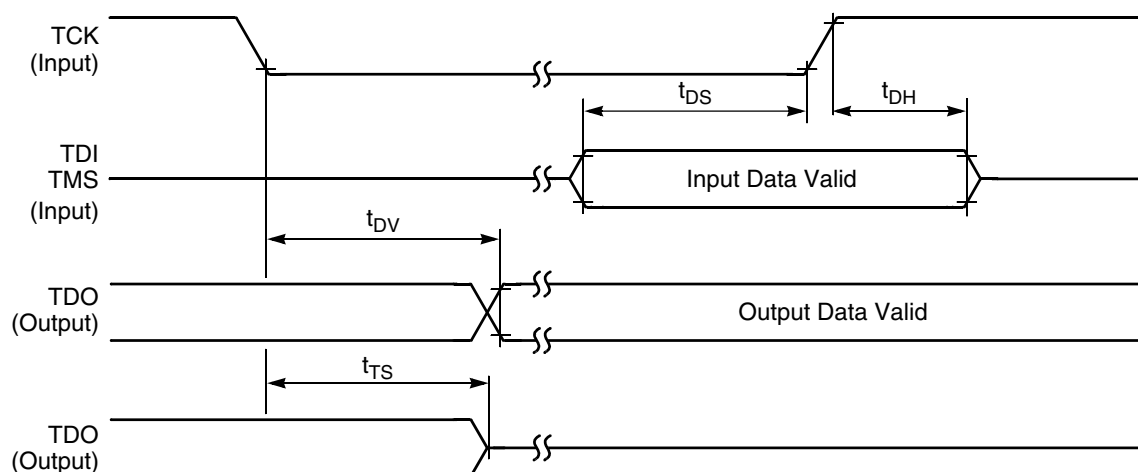 TCK
(Input)
tDS
tDH
TDI
TMS
(Input)
Input Data Valid
tDV
TDO
(Output)
Output Data Valid
tTS
TDO
(Output)